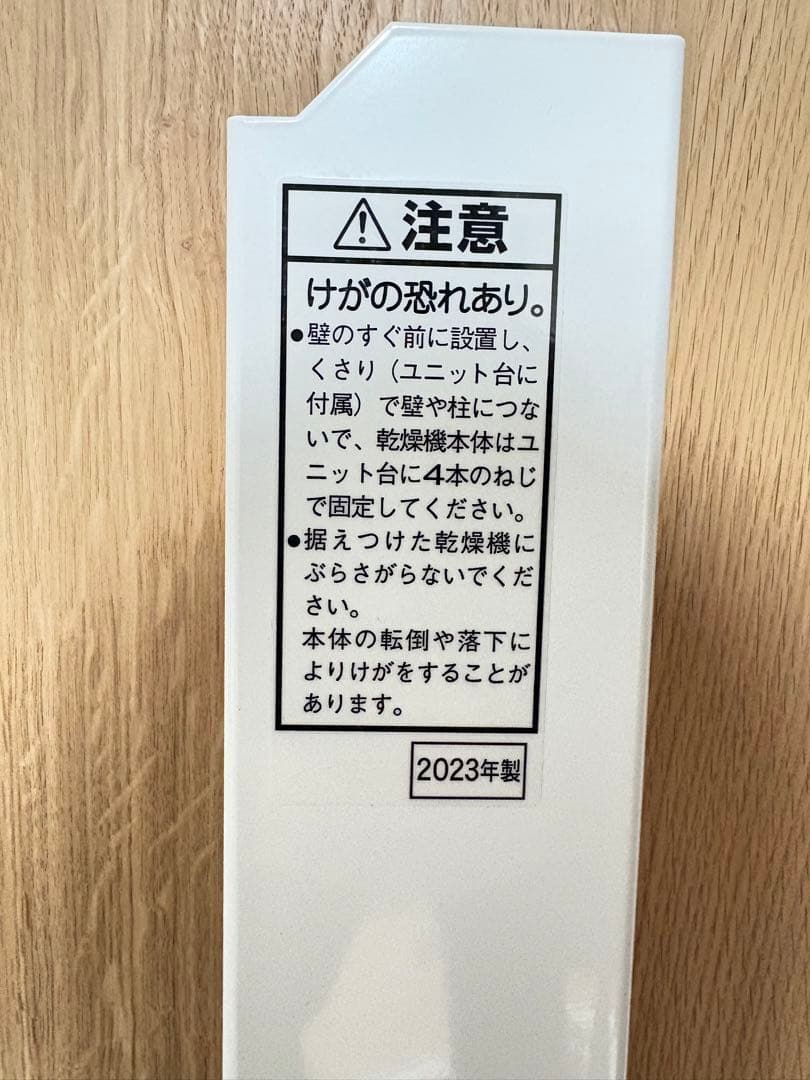 ⚠ 注意
けがの恐れあり。
●壁のすぐ前に設置し、
くさり（ユニット台に
付属）で壁や柱につな
いで、乾燥機本体はユ
ニット台に4本のねじ
で固定してください。
●据えつけた乾燥機に
ぶらさがらないでくだ
さい。
本体の転倒や落下に
よりけがをすることが
あります。
2023年製